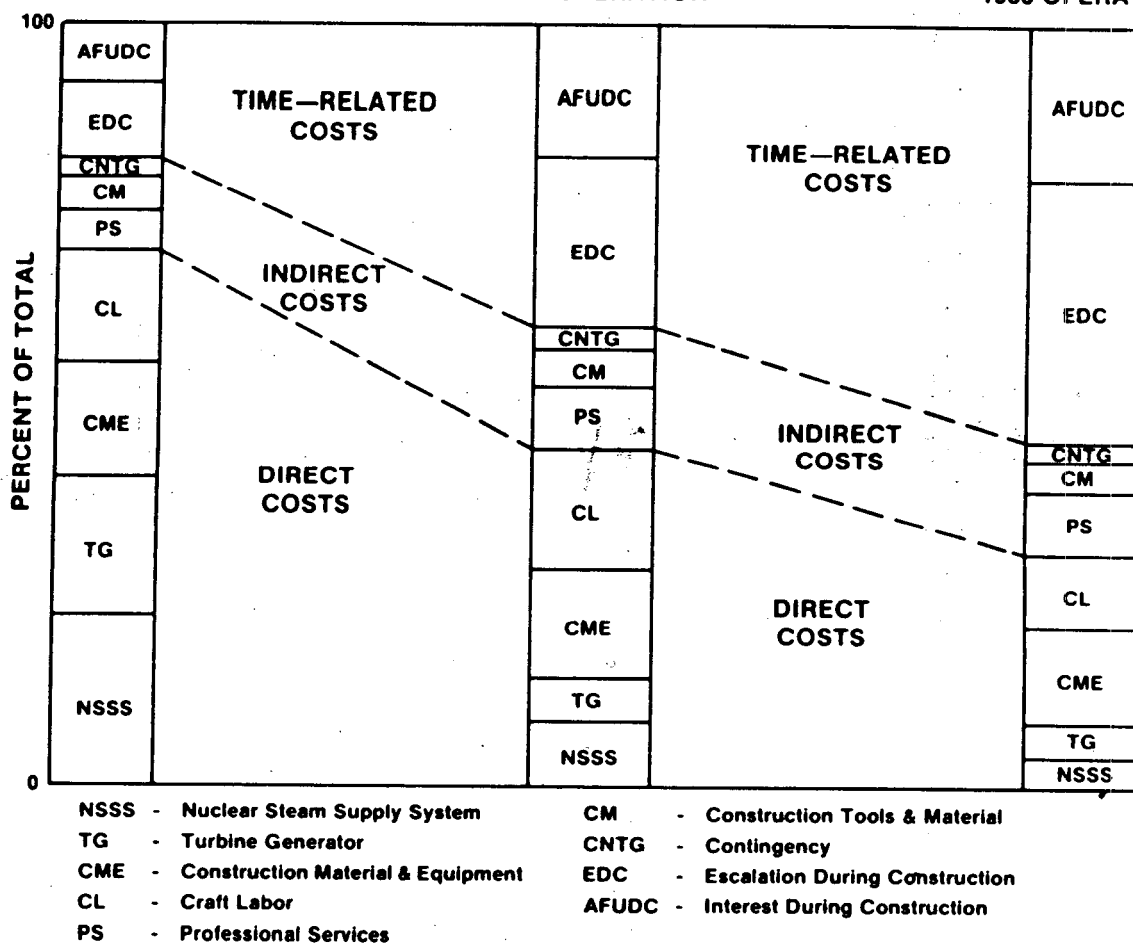 100
AFUDC
EDC
CNTG
CM
PS
CL
CME
TG
NSSS
0
PERCENT OF TOTAL
TIME—RELATED
COSTS
INDIRECT
COSTS
DIRECT
COSTS
AFUDC
EDC
CNTG
CM
PS
CL
CME
TG
NSSS
TIME—RELATED
COSTS
INDIRECT
COSTS
DIRECT
COSTS
AFUDC
EDC
CNTG
CM
PS
CL
CME
TG
NSSS
NSSS - Nuclear Steam Supply System
TG - Turbine Generator
CME - Construction Material & Equipment
CL - Craft Labor
PS - Professional Services
CM - Construction Tools & Material
CNTG - Contingency
EDC - Escalation During Construction
AFUDC - Interest During Construction